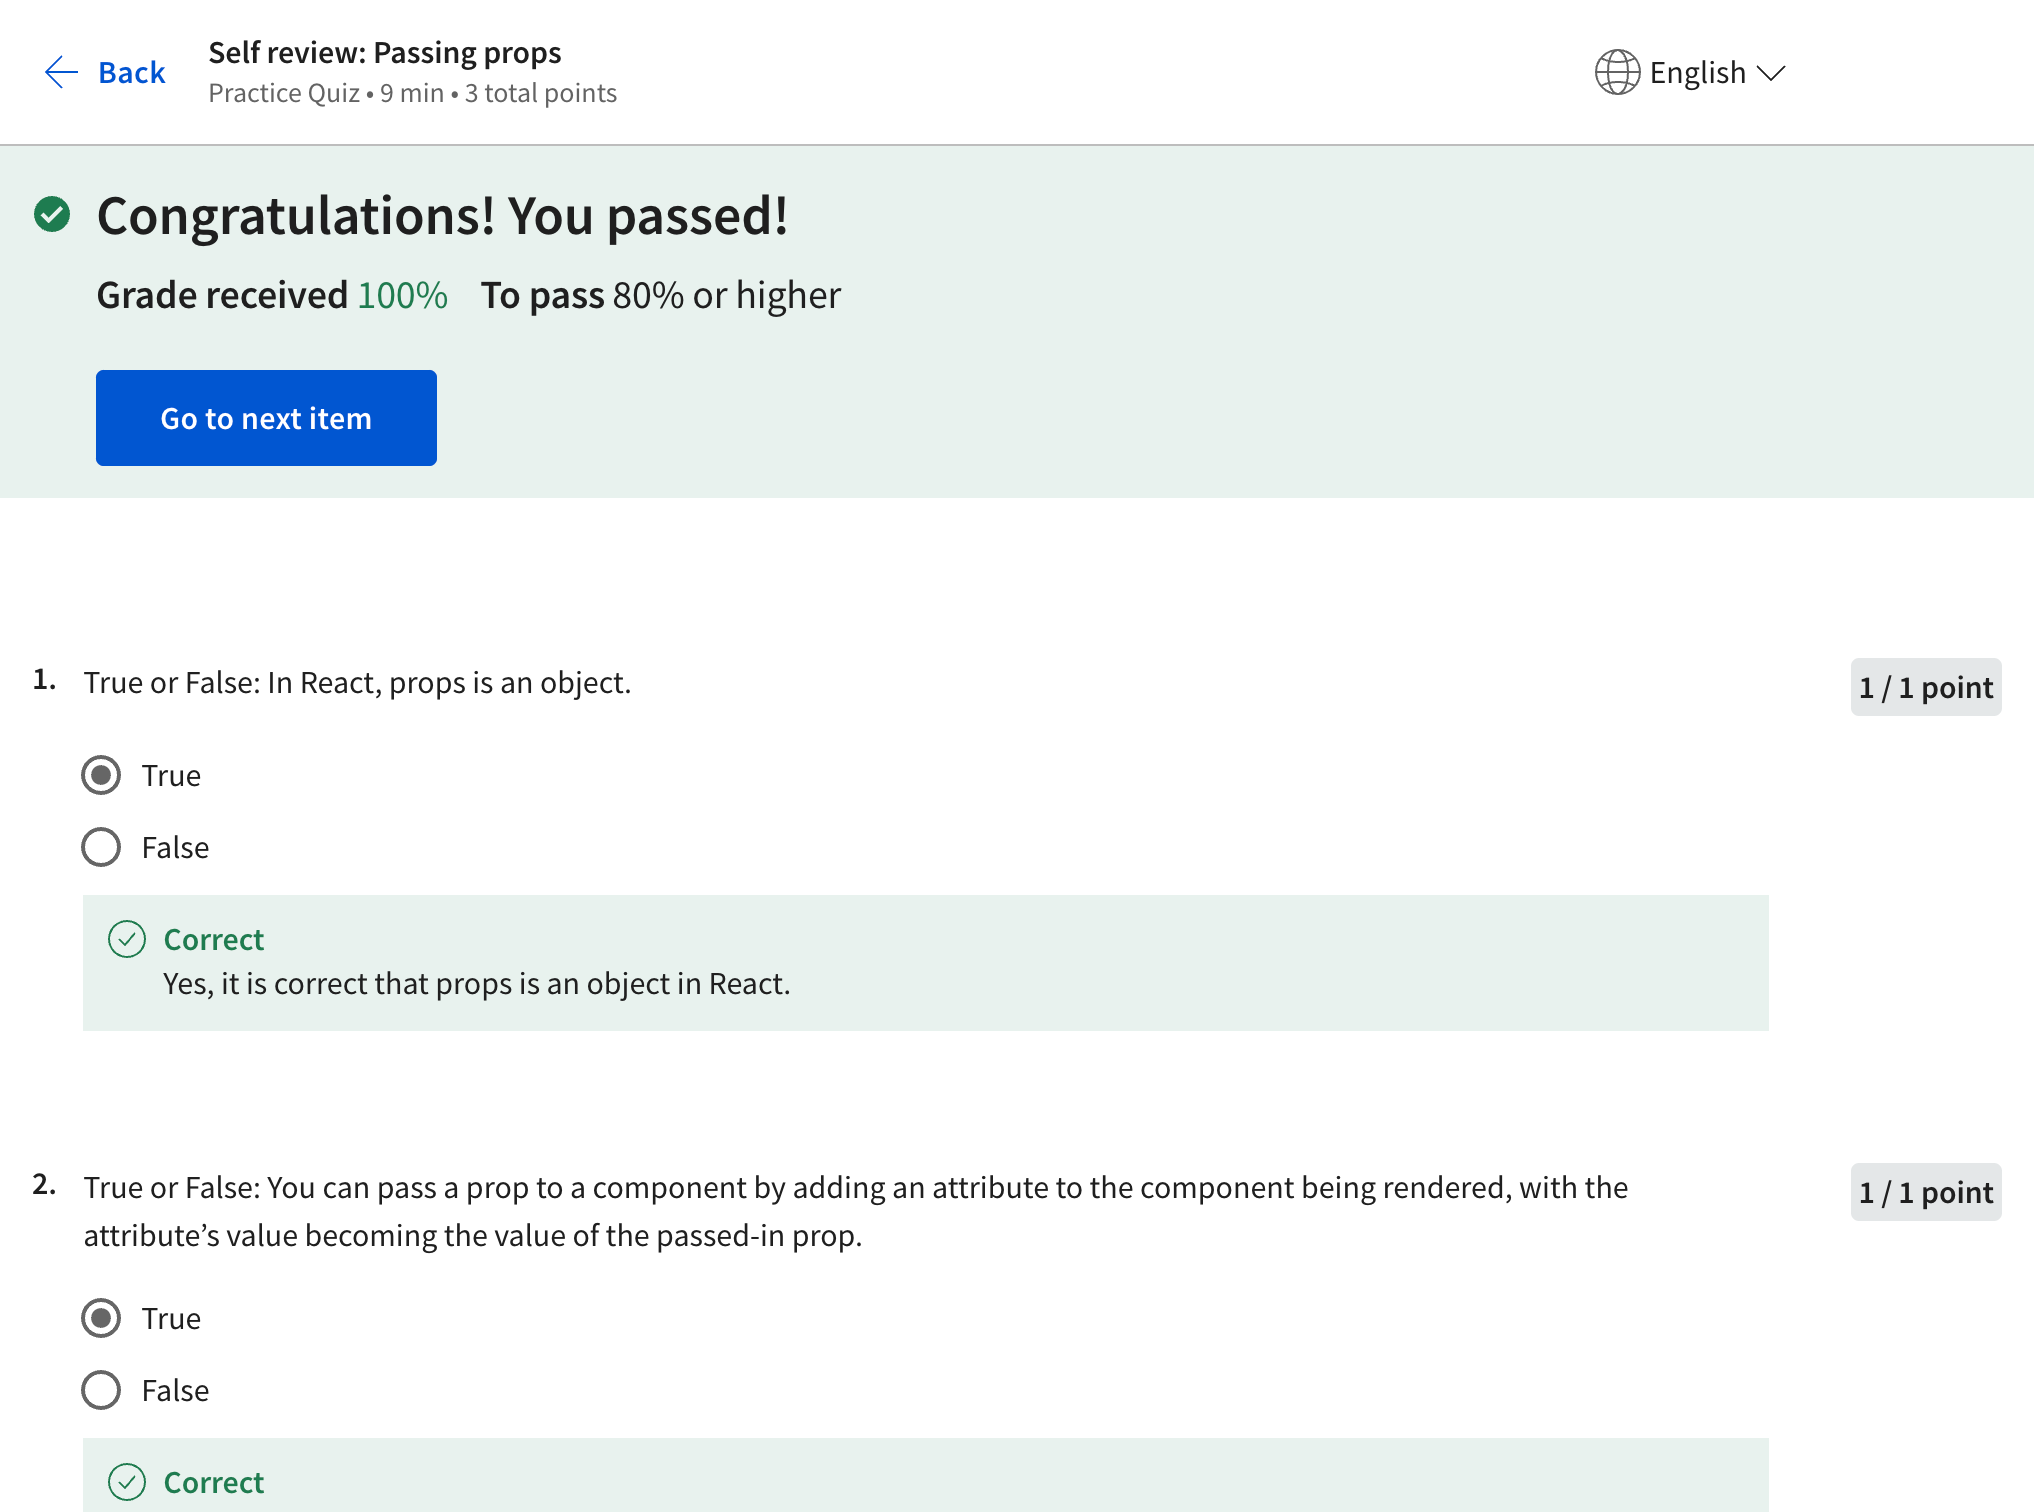 Back
Self review: Passing props
Practice Quiz • 9 min • 3 total points
English
Congratulations! You passed!
Grade received 100% To pass 80% or higher
Go to next item
1. True or False: In React, props is an object.
1 / 1 point
True
False
Correct
Yes, it is correct that props is an object in React.
2. True or False: You can pass a prop to a component by adding an attribute to the component being rendered, with the
attribute’s value becoming the value of the passed-in prop.
1 / 1 point
True
False
Correct